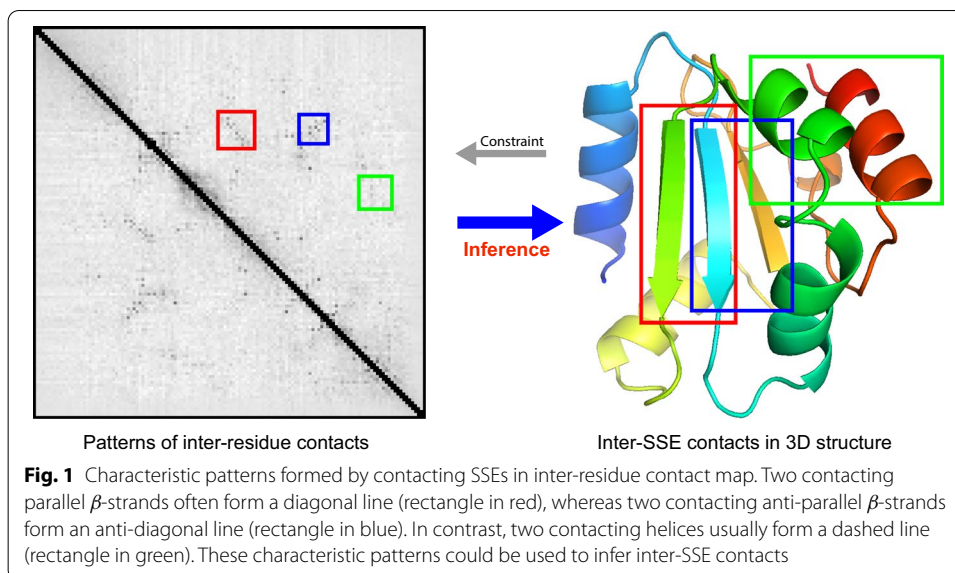 Constraint
Inference
Patterns of inter-residue contacts
Inter-SSE contacts in 3D structure
Fig. 1 Characteristic patterns formed by contacting SSEs in inter-residue contact map. Two contacting
parallel β-strands often form a diagonal line (rectangle in red), whereas two contacting anti-parallel β-strands
form an anti-diagonal line (rectangle in blue). In contrast, two contacting helices usually form a dashed line
(rectangle in green). These characteristic patterns could be used to infer inter-SSE contacts